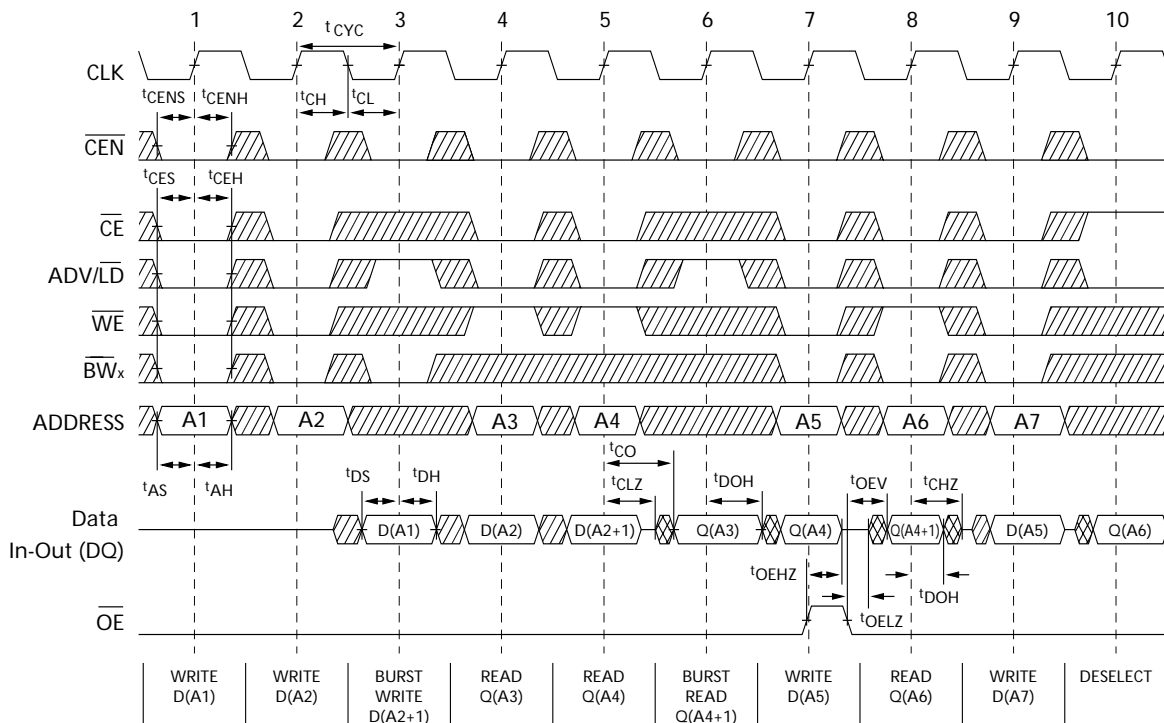 1 2 3 4 5 6 7 8 9 10
tCYC
CLK
tCENS tCENH tCH tCL
CEN
tCES tCEH
CE
ADV/LD
WE
BWx
ADDRESS A1 A2 A3 A4 A5 A6 A7
tCO
tAS tAH tDS tDH tCLZ tDOH tOEV tCHZ
Data
In-Out (DQ)
D(A1) D(A2) D(A2+1) Q(A3) Q(A4) Q(A4+1) D(A5) Q(A6)
tOEHZ tDOH
tOELZ
OE
WRITE
D(A1)
WRITE
D(A2)
BURST
WRITE
D(A2+1)
READ
Q(A3)
READ
Q(A4)
BURST
READ
Q(A4+1)
WRITE
D(A5)
READ
Q(A6)
WRITE
D(A7)
DESELECT